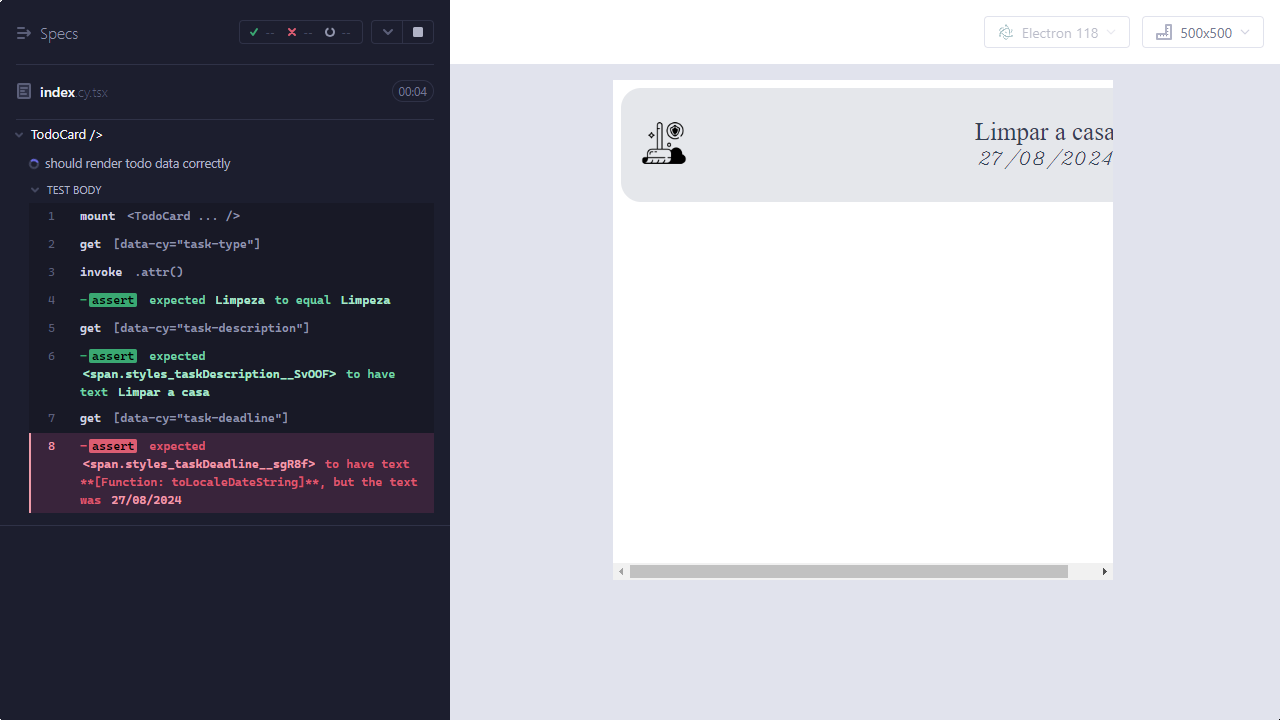 Specs
--
--
--
Electron 118
500x500
index.cy.tsx
00:04
TodoCard />
should render todo data correctly
TEST BODY
1 mount <TodoCard ... />
2 get [data-cy="task-type"]
3 invoke .attr()
4 -assert expected Limpeza to equal Limpeza
5 get [data-cy="task-description"]
6 -assert expected
<span.styles_taskDescription__SvOOF> to have
text Limpar a casa
7 get [data-cy="task-deadline"]
8 -assert expected
<span.styles_taskDeadline__sgR8f> to have text
**[Function: toLocaleDateString]**, but the text
was 27/08/2024
Limpar a casa
27/08/2024